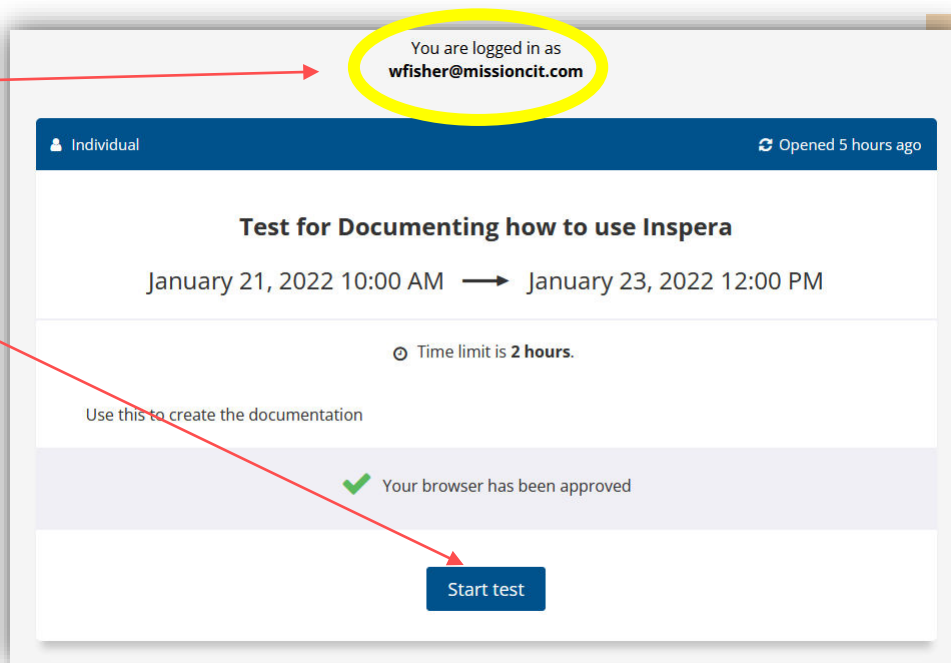 You are logged in as
wfisher@missioncit.com
Individual
Opened 5 hours ago
Test for Documenting how to use Inspera
January 21, 2022 10:00 AM → January 23, 2022 12:00 PM
Time limit is 2 hours.
Use this to create the documentation
Your browser has been approved
Start test